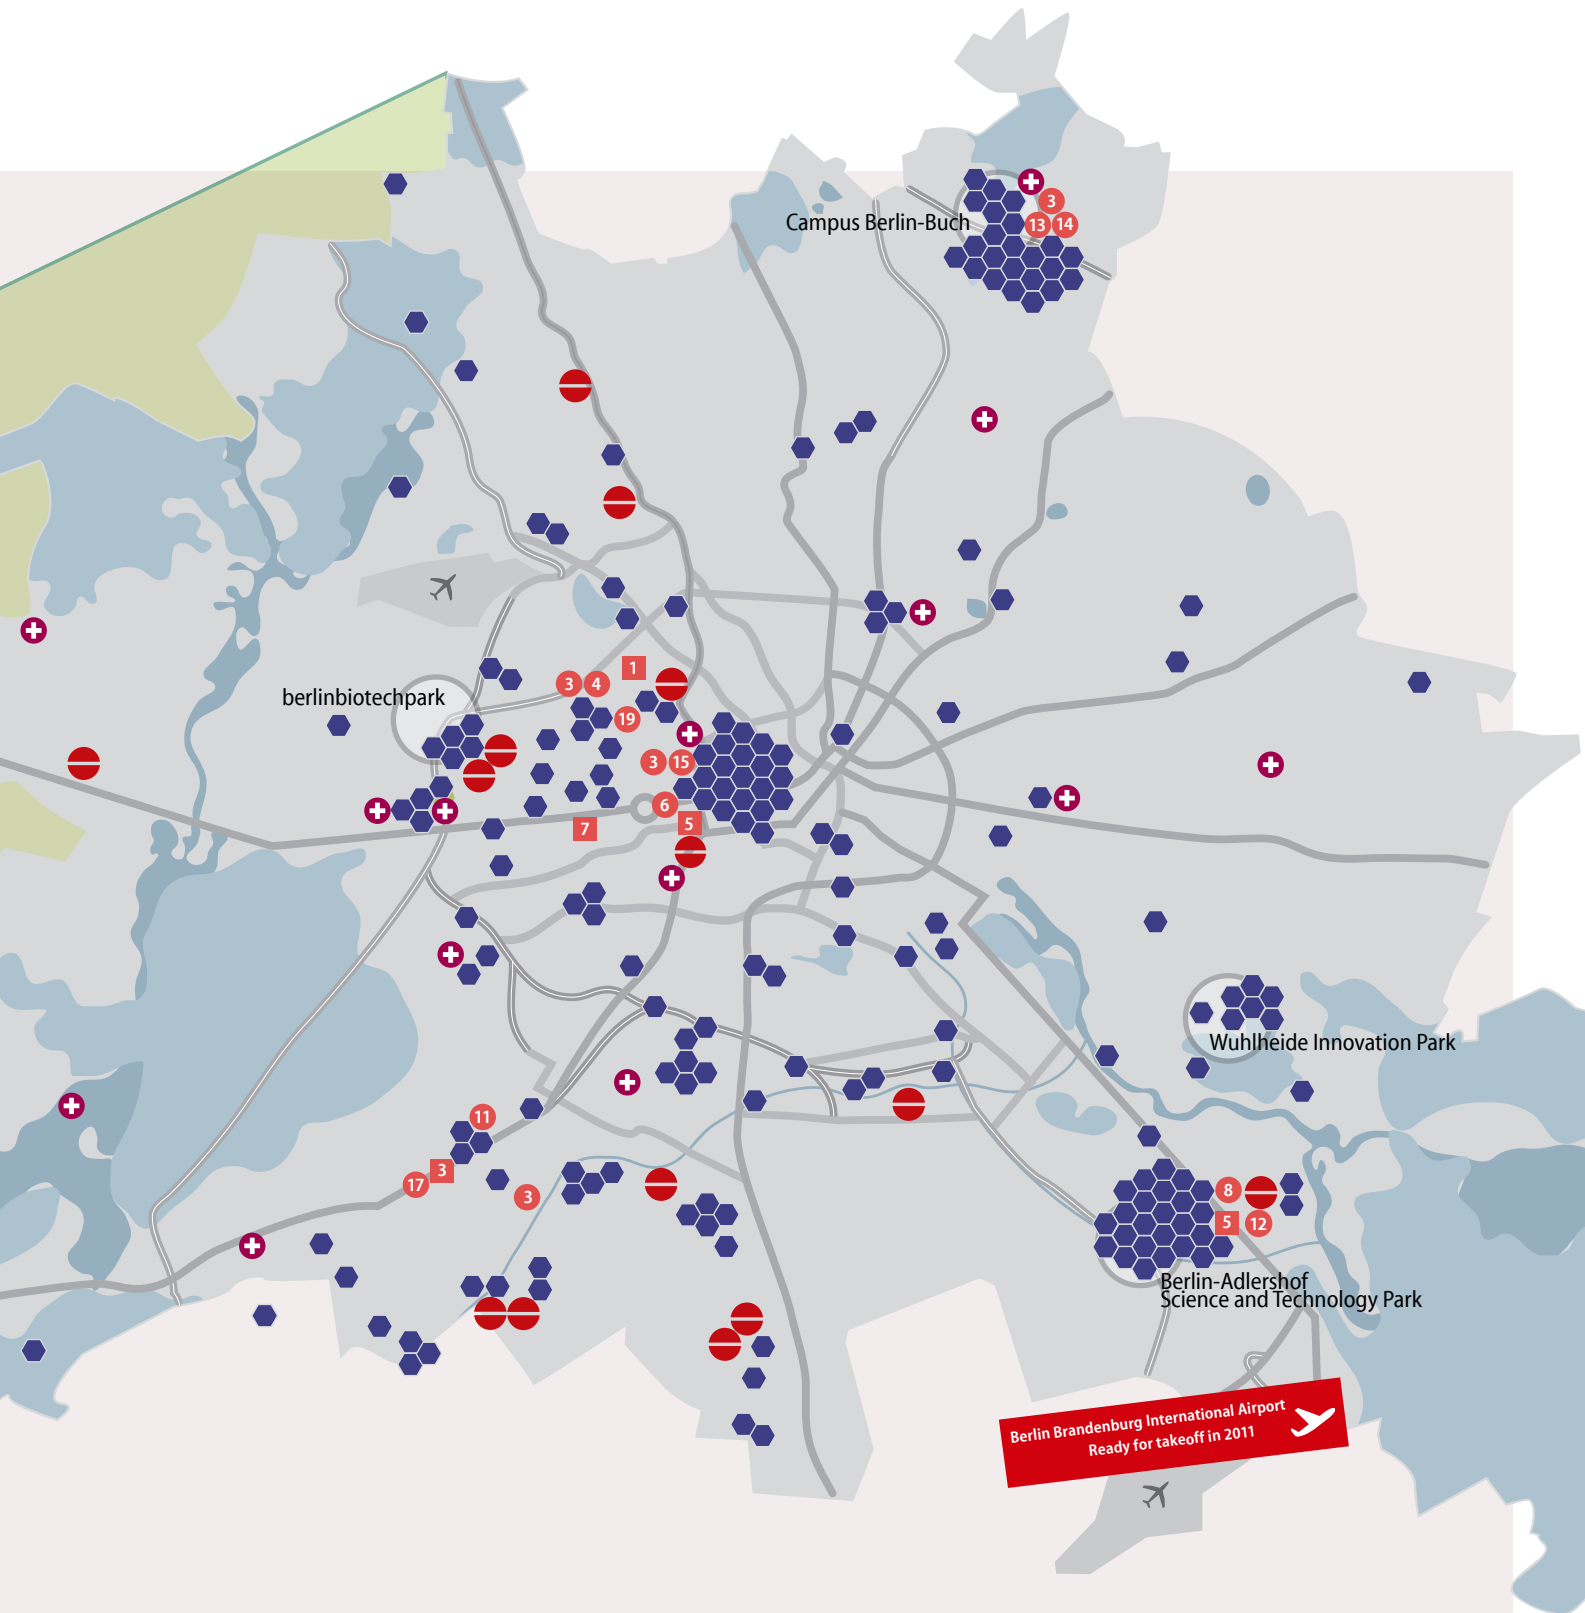 Campus Berlin-Buch
3
13 14
berlinbiotechpark
1
3 4
19
3 15
6
5
7
Wuhlheide Innovation Park
11
3
17
3
8
5 12
Berlin-Adlershof
Science and Technology Park
Berlin Brandenburg International Airport
Ready for takeoff in 2011